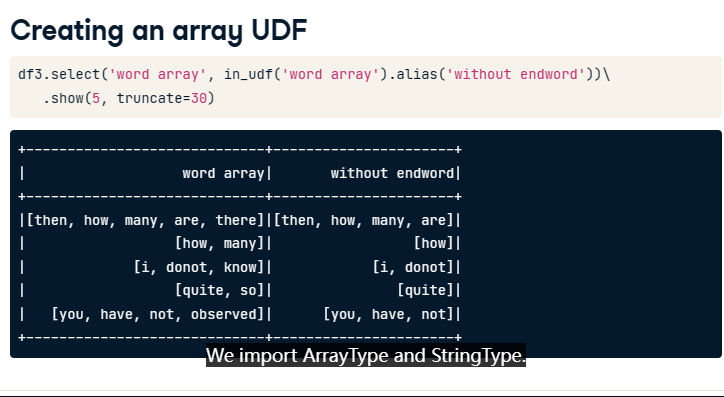 Creating an array UDF
df3.select('word array', in_udf('word array').alias('without endword'))\
   .show(5, truncate=30)
+-----------------------------+----------------------+
|                   word array|       without endword|
+-----------------------------+----------------------+
|[then, how, many, are, there]|[then, how, many, are]|
|                  [how, many]|                 [how]|
|             [i, donot, know]|            [i, donot]|
|                  [quite, so]|               [quite]|
|   [you, have, not, observed]|      [you, have, not]|
+-----------------------------+----------------------+
We import ArrayType and StringType.